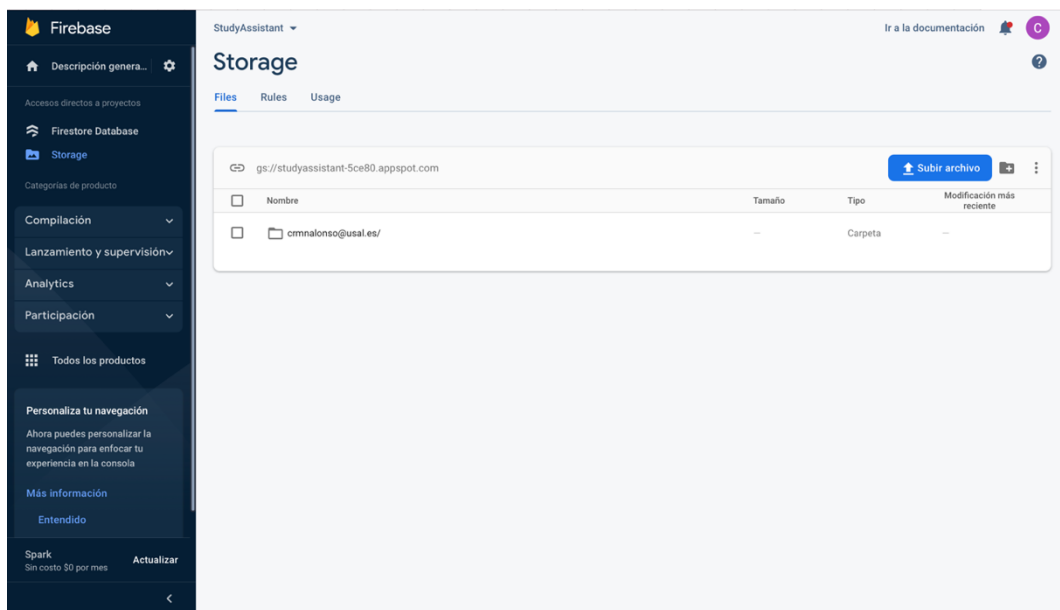 Firebase
Descripción genera...
Accesos directos a proyectos
Firestore Database
Storage
Categorías de producto
Compilación
Lanzamiento y supervisión
Analytics
Participación
Todos los productos
Personaliza tu navegación
Ahora puedes personalizar la
navegación para enfocar tu
experiencia en la consola
Más información
Entendido
Spark
Sin costo $0 por mes
Actualizar
StudyAssistant
Ir a la documentación
C
Storage
Files Rules Usage
gs://studyassistant-5ce80.appspot.com
Subir archivo
Nombre Tamaño Tipo Modificación más
reciente
crmnalonso@usal.es/ — Carpeta —